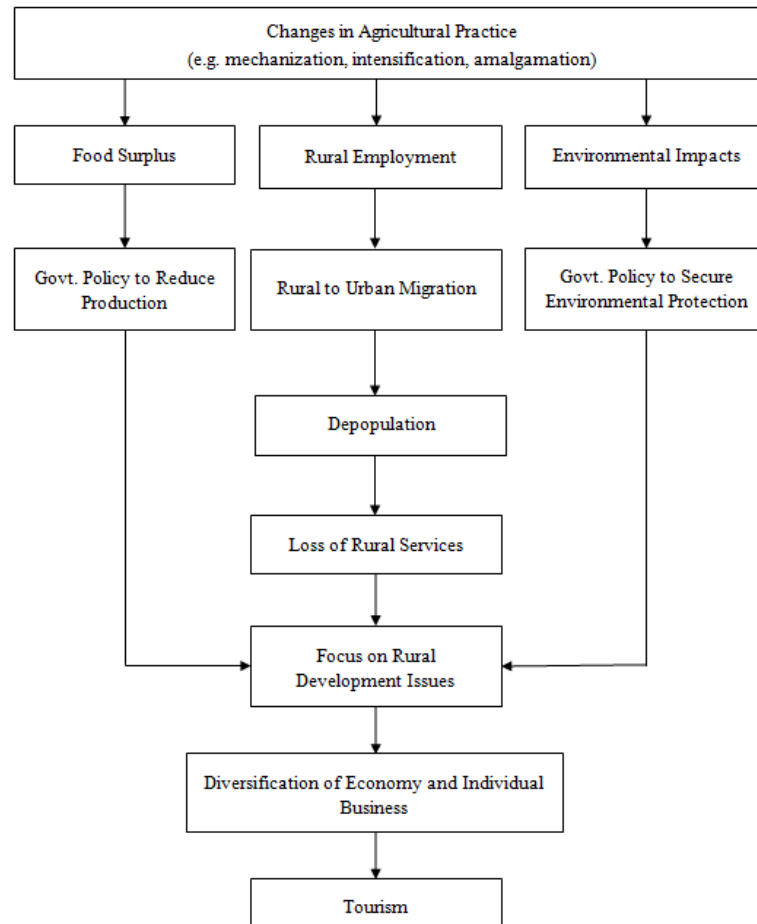 Changes in Agricultural Practice
(e.g. mechanization, intensification, amalgamation)
Food Surplus
Rural Employment
Environmental Impacts
Govt. Policy to Reduce
Production
Rural to Urban Migration
Govt. Policy to Secure
Environmental Protection
Depopulation
Loss of Rural Services
Focus on Rural
Development Issues
Diversification of Economy and Individual
Business
Tourism